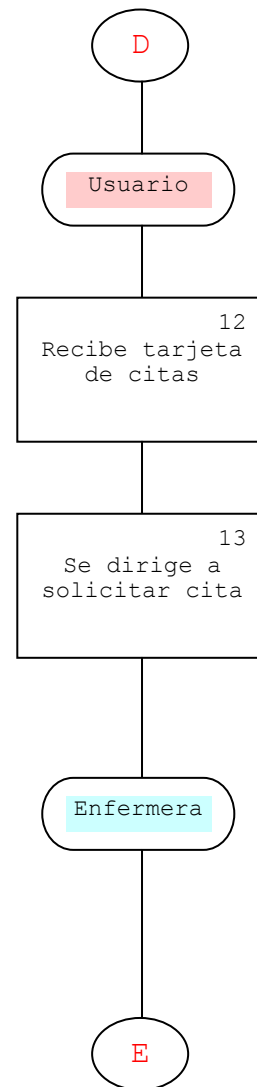 D
Usuario
12
Recibe tarjeta
de citas
13
Se dirige a
solicitar cita
Enfermera
E